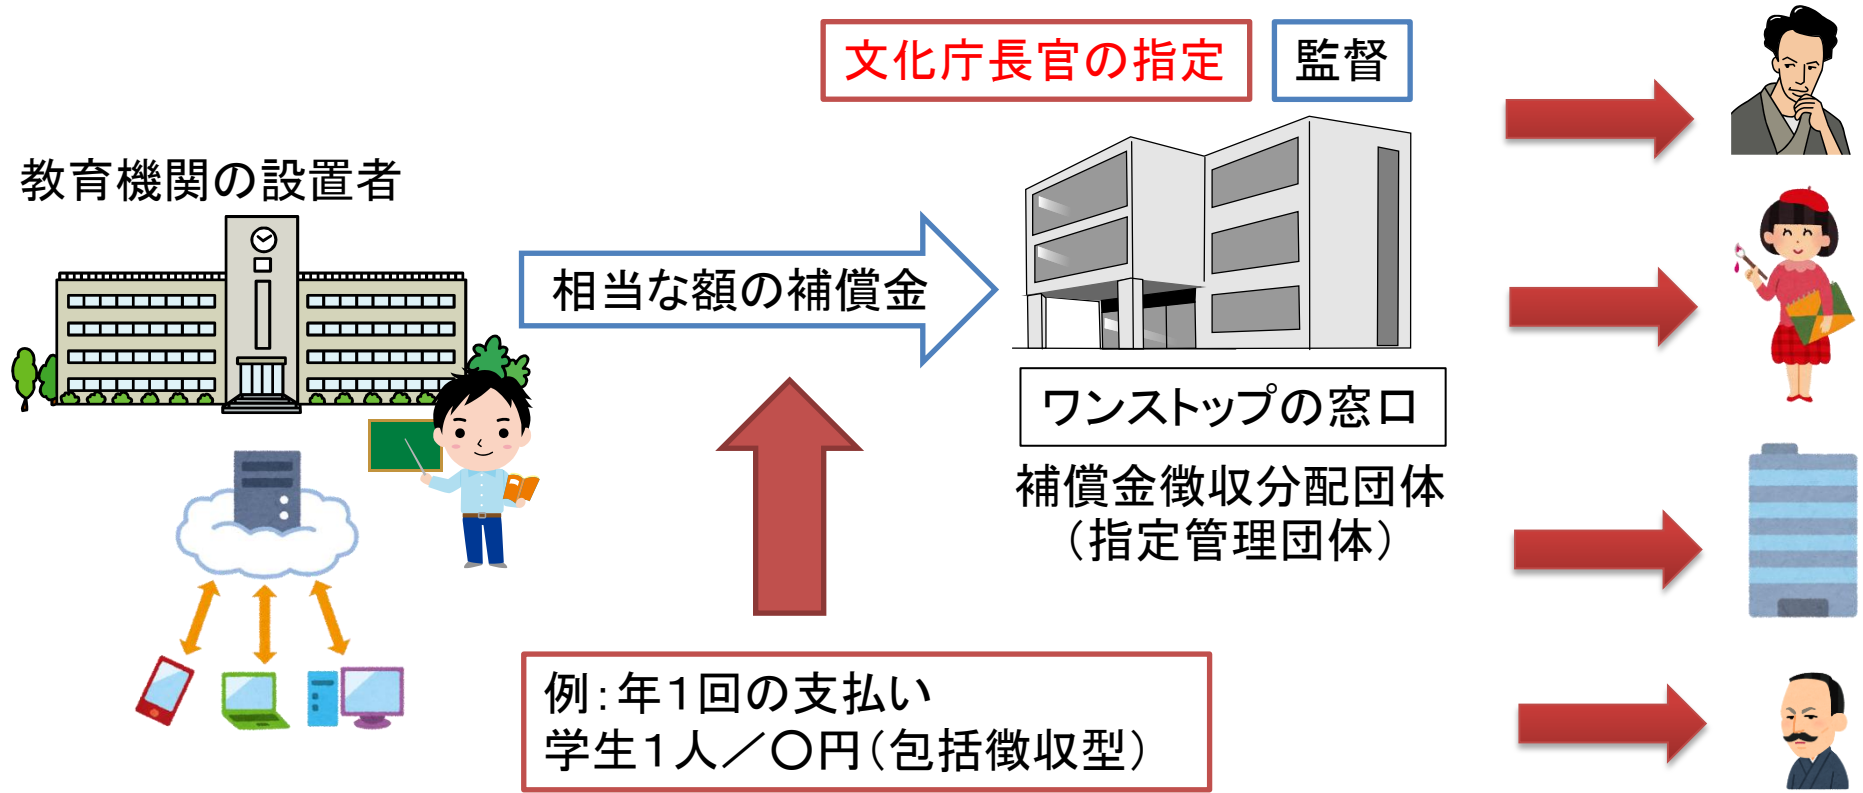 文化庁長官の指定
監督
教育機関の設置者
相当な額の補償金
ワンストップの窓口
補償金徴収分配団体
（指定管理団体）
例：年１回の支払い
学生１人／〇円（包括徴収型）